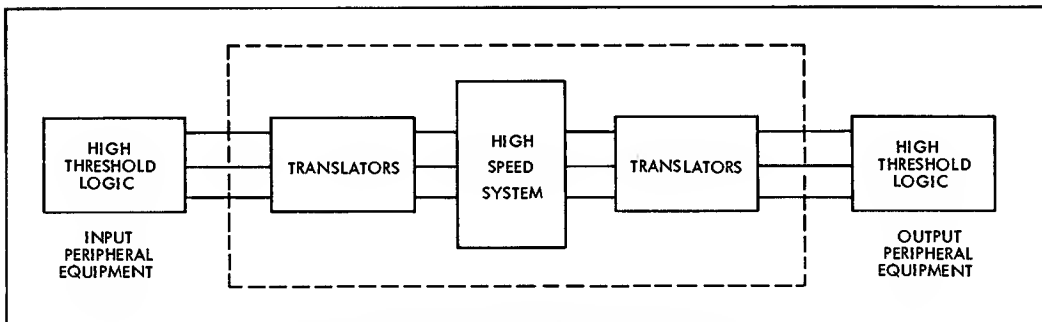 HIGH
THRESHOLD
LOGIC
INPUT
PERIPHERAL
EQUIPMENT
TRANSLATORS
HIGH
SPEED
SYSTEM
TRANSLATORS
HIGH
THRESHOLD
LOGIC
OUTPUT
PERIPHERAL
EQUIPMENT